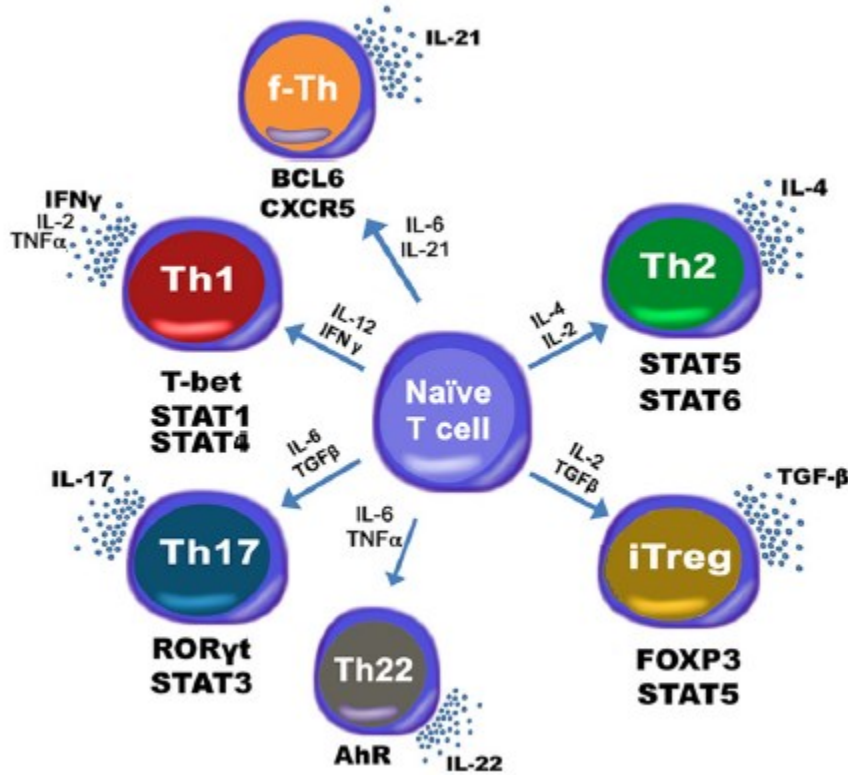 IL-21
f-Th
BCL6
CXCR5
IL-6
IL-21
IFNγ
IL-2
TNFα
Th1
T-bet
STAT1
STAT4
IL-12
IFNγ
IL-4
Th2
STAT5
STAT6
IL-4
IL-2
Naïve
T cell
IL-17
Th17
RORγt
STAT3
IL-6
TGFβ
IL-6
TNFα
Th22
AhR
IL-22
IL-2
TGFβ
TGF-β
iTreg
FOXP3
STAT5